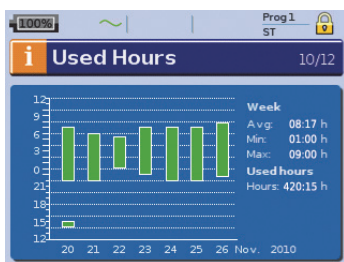 100%
Prog 1
ST
i Used Hours 10/12
12
9
6
3
0
21
18
15
12
20 21 22 23 24 25 26 Nov. 2010
Week
Avg: 08:17 h
Min: 01:00 h
Max: 09:00 h
Used hours
Hours: 420:15 h